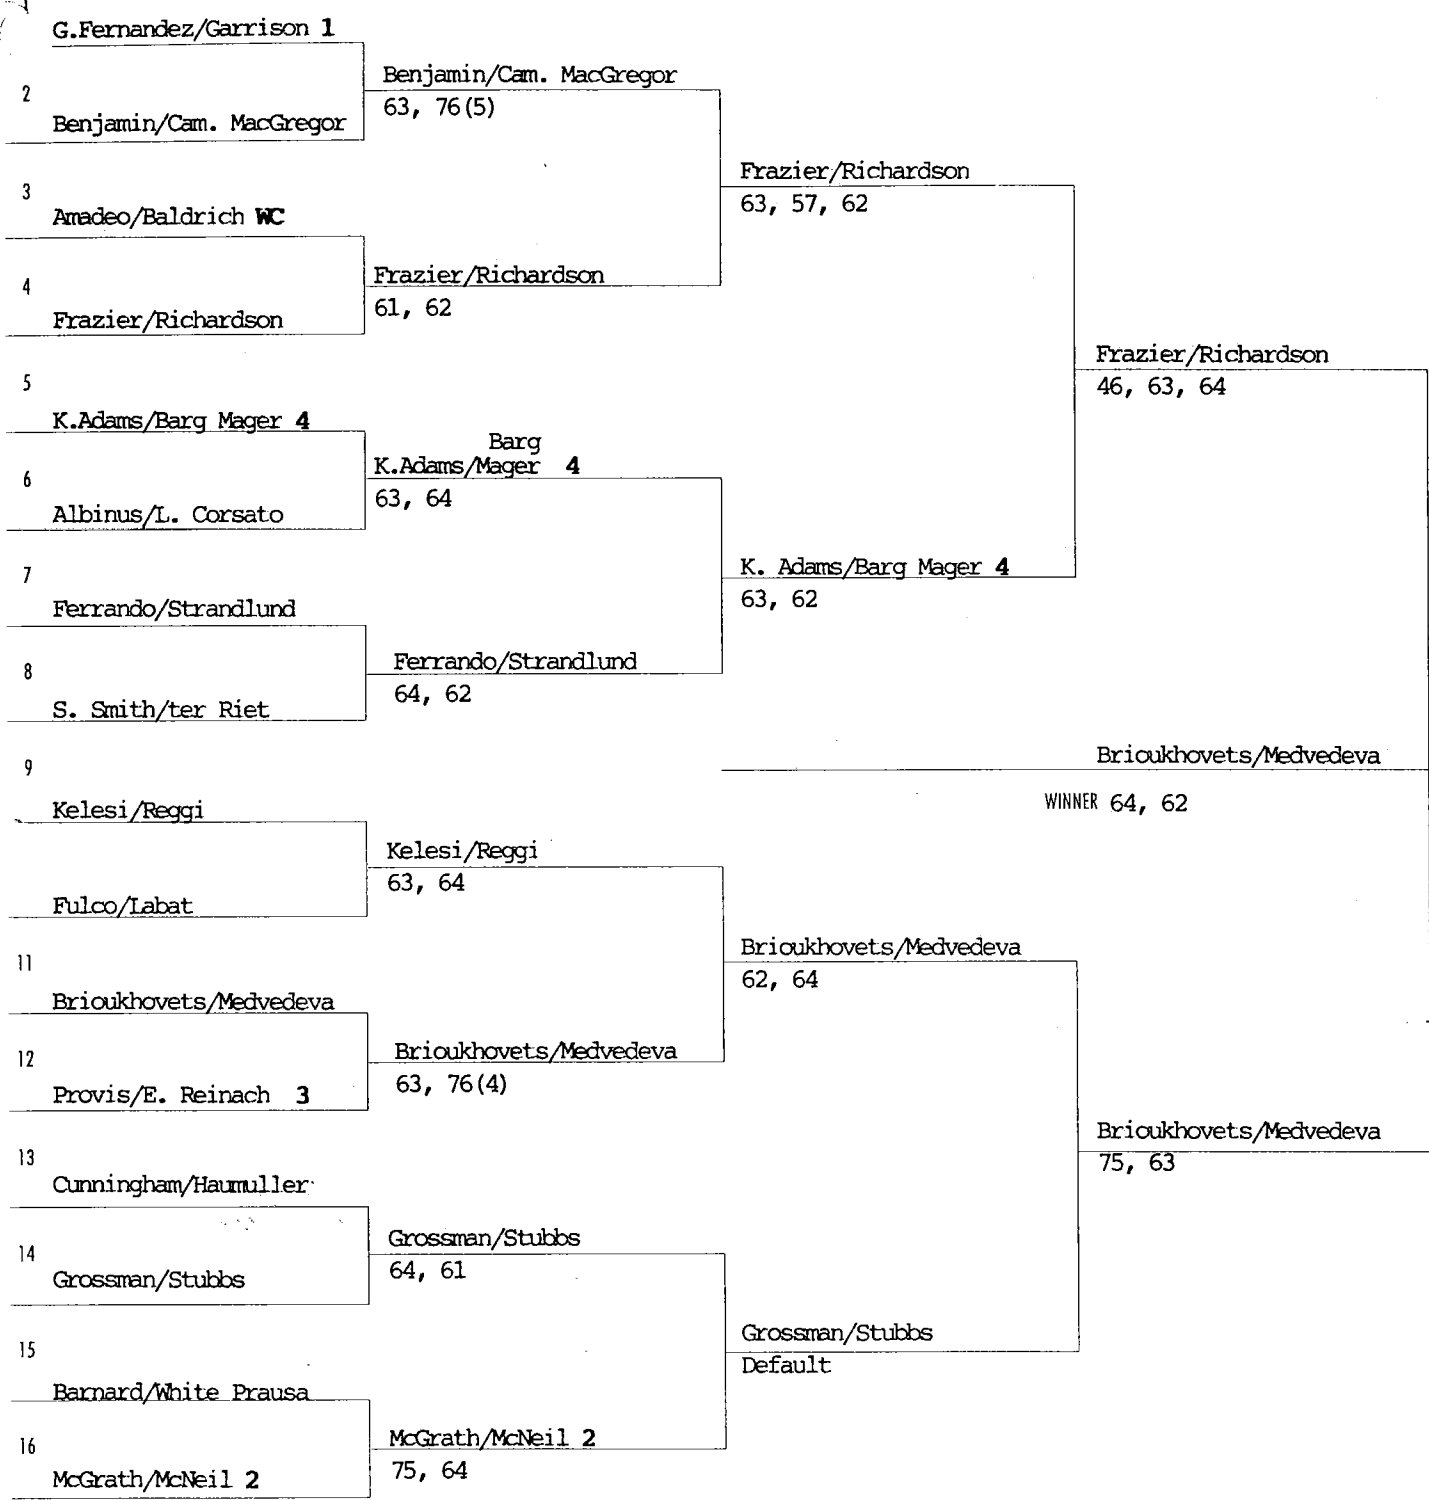 G.Fernandez/Garrison 1
2
Benjamin/Cam. MacGregor
3
Amadeo/Baldrich WC
4
Frazier/Richardson
5
K.Adams/Barg Mager 4
6
Albinus/L. Corsato
7
Ferrando/Strandlund
8
S. Smith/ter Riet
9
Kelesi/Reggi
Fulco/Labat
11
Brioukhovets/Medvedeva
12
Provis/E. Reinach 3
13
Cunningham/Haumuller
14
Grossman/Stubbs
15
Barnard/White Prausa
16
McGrath/McNeil 2
Benjamin/Cam. MacGregor
63, 76(5)
Frazier/Richardson
61, 62
Barg
K.Adams/Mager 4
63, 64
Ferrando/Strandlund
64, 62
Kelesi/Reggi
63, 64
Brioukhovets/Medvedeva
63, 76(4)
Grossman/Stubbs
64, 61
McGrath/McNeil 2
75, 64
Frazier/Richardson
63, 57, 62
K. Adams/Barg Mager 4
63, 62
Brioukhovets/Medvedeva
62, 64
Grossman/Stubbs
Default
Frazier/Richardson
46, 63, 64
Brioukhovets/Medvedeva
75, 63
Brioukhovets/Medvedeva
WINNER 64, 62